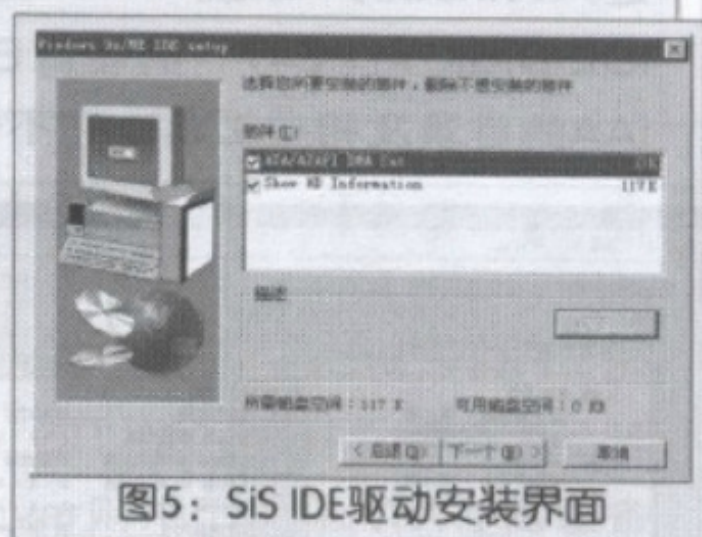 Windows 9x/ME IDE setup
选择您所要安装的部件，删除不想安装的部件
部件(C)
ATA/ATAPI DMA 0 K
Show HD Information 117 K
描述
所需磁盘空间：117 K 可用磁盘空间：0 KB
< 后退(B) 下一个(N) > 取消
图5：SiS IDE驱动安装界面